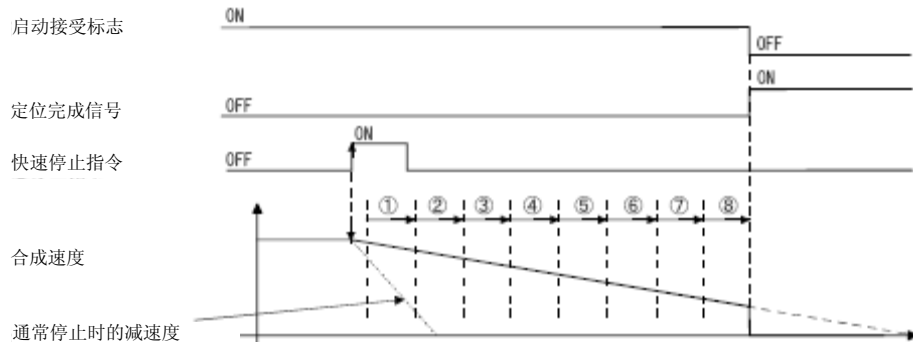 启动接受标志
ON
OFF
ON
定位完成信号
OFF
ON
快速停止指令
OFF
① ② ③ ④ ⑤ ⑥ ⑦ ⑧
合成速度
通常停止时的减速度